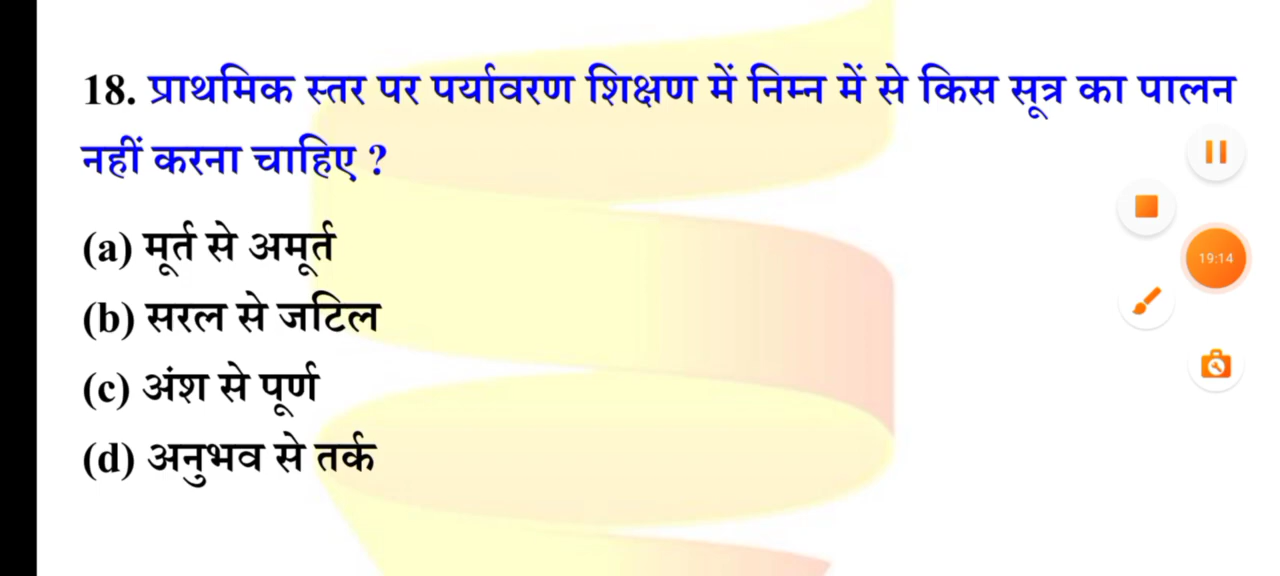 18. प्राथमिक स्तर पर पर्यावरण शिक्षण में निम्न में से किस सूत्र का पालन
नहीं करना चाहिए ?
(a) मूर्त से अमूर्त
(b) सरल से जटिल
(c) अंश से पूर्ण
(d) अनुभव से तर्क
19:14